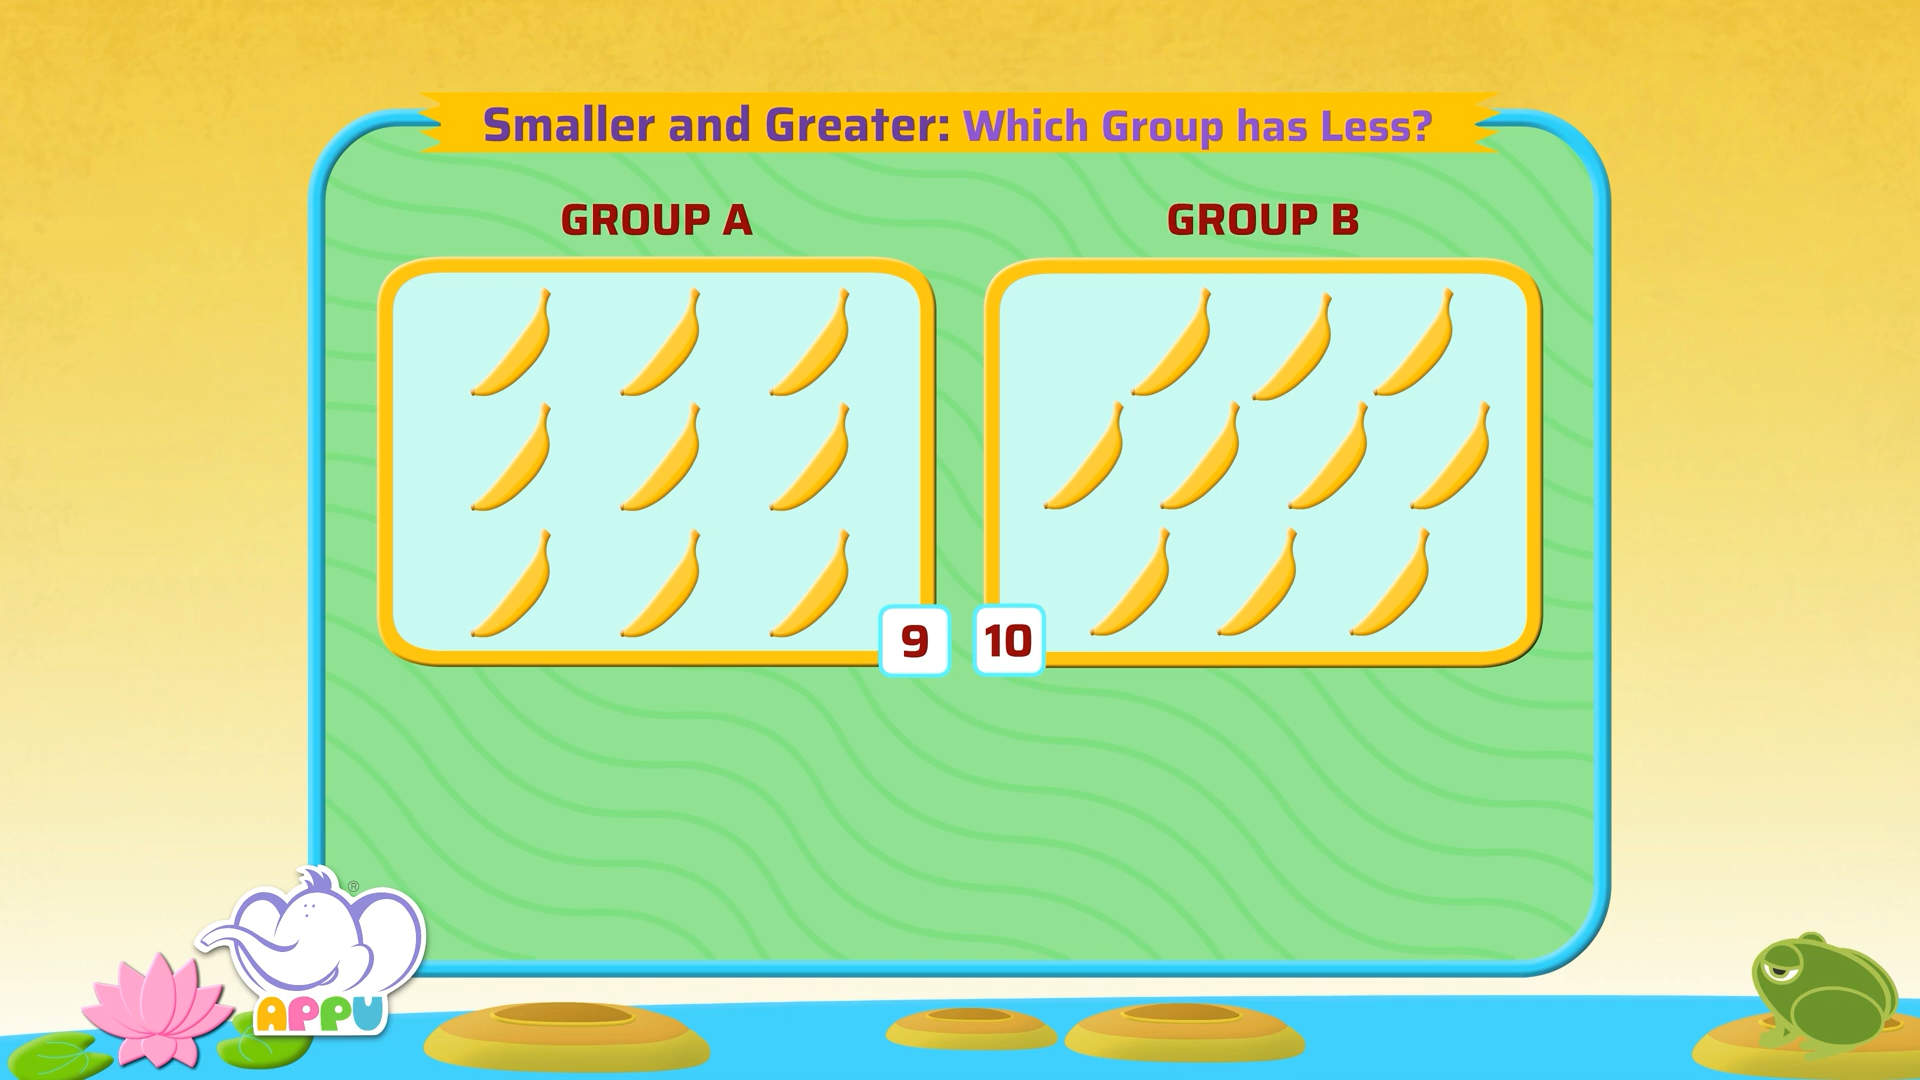 Smaller and Greater: Which Group has Less?
GROUP A
GROUP B
9
10
®
APPU